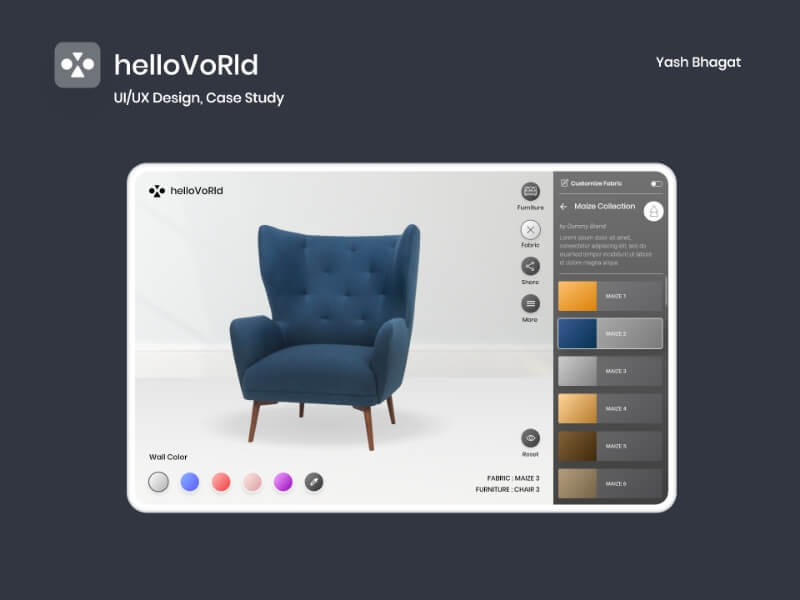 helloVoRld
UI/UX Design, Case Study
Yash Bhagat
helloVoRld
Furniture
Fabric
Share
More
Reset
Wall Color
FABRIC : MAIZE 3
FURNITURE : CHAIR 3
Customize Fabric
Maize Collection
by Dummy Brand
Lorem ipsum dolor sit amet,
consectetur adipiscing elit, sed do
eiusmod tempor incididunt ut labore
et dolore magna aliqua.
MAIZE 1
MAIZE 2
MAIZE 3
MAIZE 4
MAIZE 5
MAIZE 6